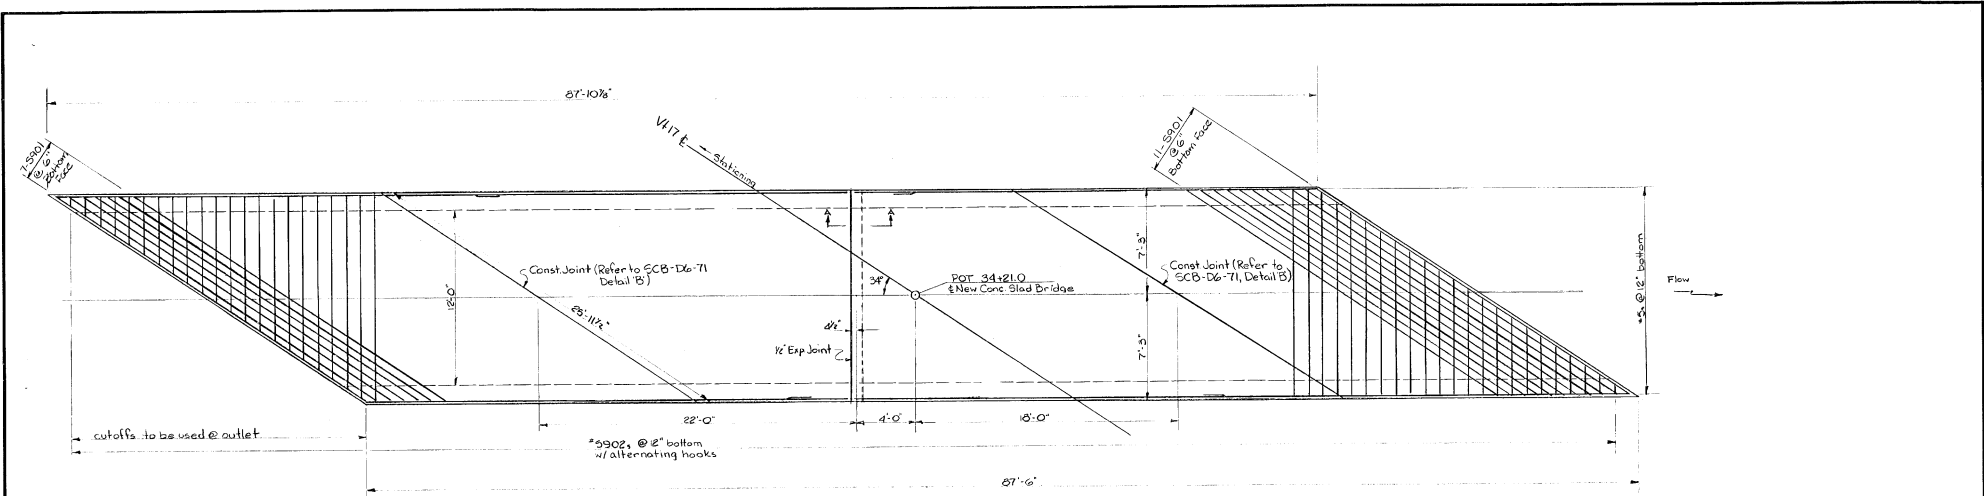 87'-10⅞"
7-S901
@ 6"
Bottom
Face
Vt 17 ℄
Stationing
11-S901
@ 6"
Bottom Face
A
A
Const. Joint (Refer to SCB-D6-71
Detail 'B')
12'-0"
25'-11½"
34°
POT 34+21.0
℄ New Conc. Slab Bridge
½" Exp Joint
7'-3"
7'-3"
Const Joint (Refer to
SCB-D6-71, Detail 'B')
@ 12" bottom
Flow
22'-0"
4'-0"
18'-0"
cutoffs to be used @ outlet
#S902, @ 12" bottom
w/ alternating hooks
87'-6"